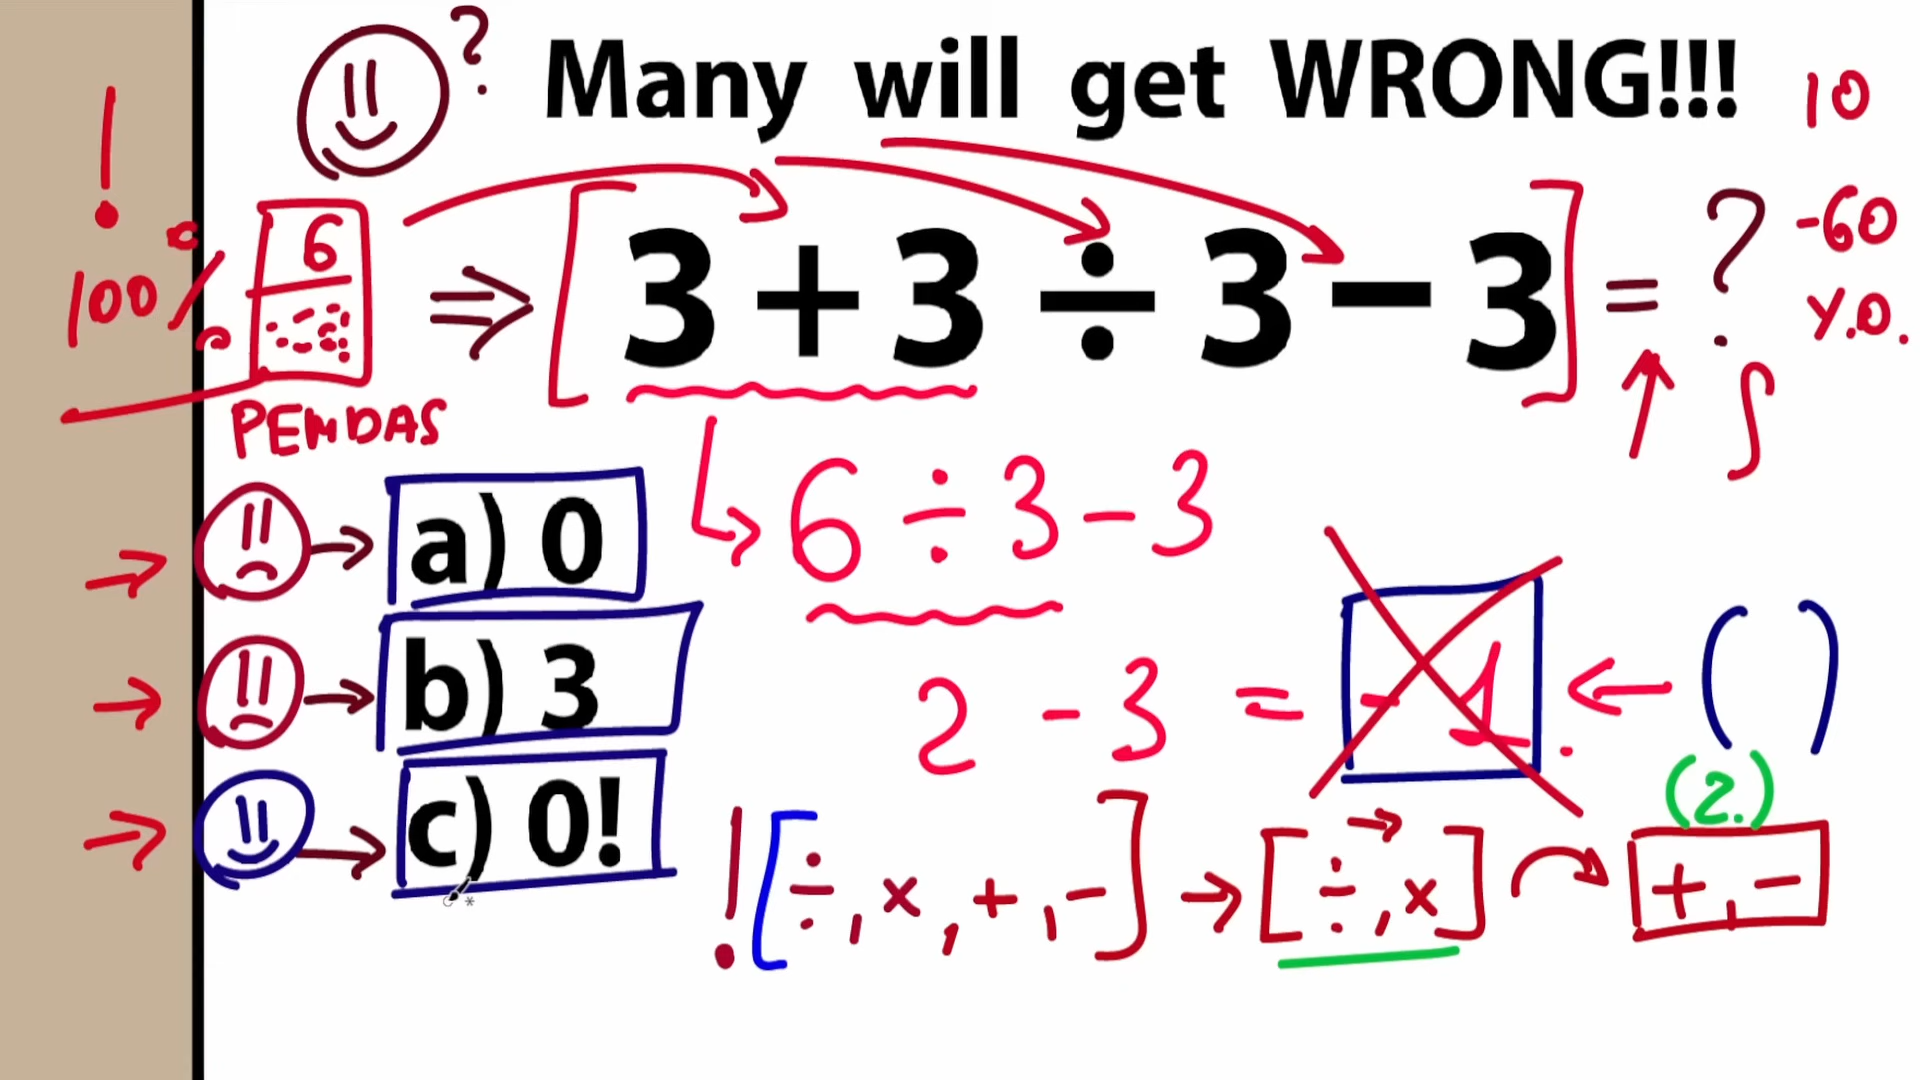 ? Many will get WRONG!!! 10
!
6 ⇒ [3+3÷3−3] = ? -60
100% y.o.
PEMDAS
a) 0
6÷3-3
b) 3
2 -3 = -1. ← ( )
c) 0!
(2.)
! [÷, ×, +, -] → [÷, ×] +, -